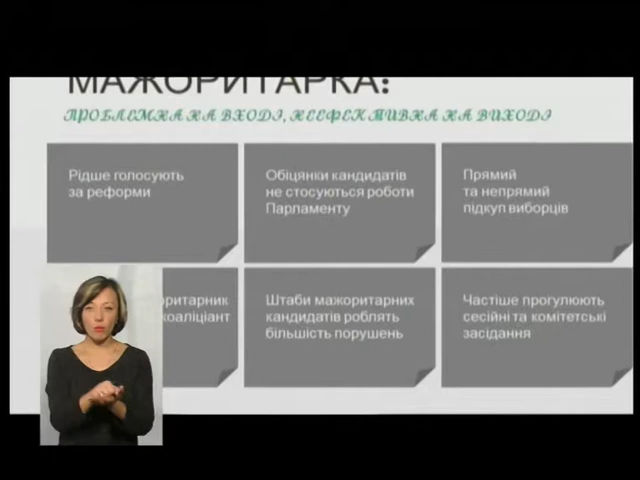 МАЖОРИТАРКА:
ПРОБЛЕМНА НА ВХОДІ, НЕЕФЕКТИВНА НА ВИХОДІ
Рідше голосують
за реформи
Обіцянки кандидатів
не стосуються роботи
Парламенту
Прямий
та непрямий
підкуп виборців
коаліціант
Штаби мажоритарних
кандидатів роблять
більшість порушень
Частіше прогулюють
сесійні та комітетські
засідання